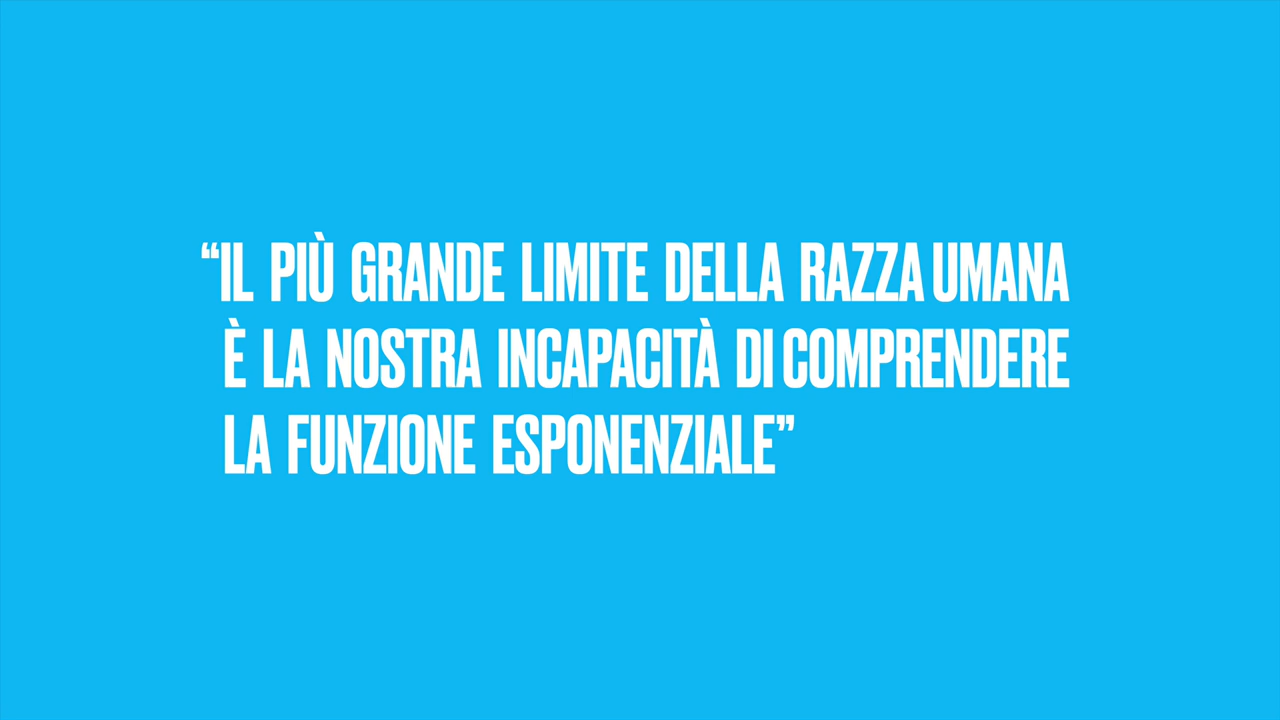 “IL PIÙ GRANDE LIMITE DELLA RAZZA UMANA
È LA NOSTRA INCAPACITÀ DI COMPRENDERE
LA FUNZIONE ESPONENZIALE”